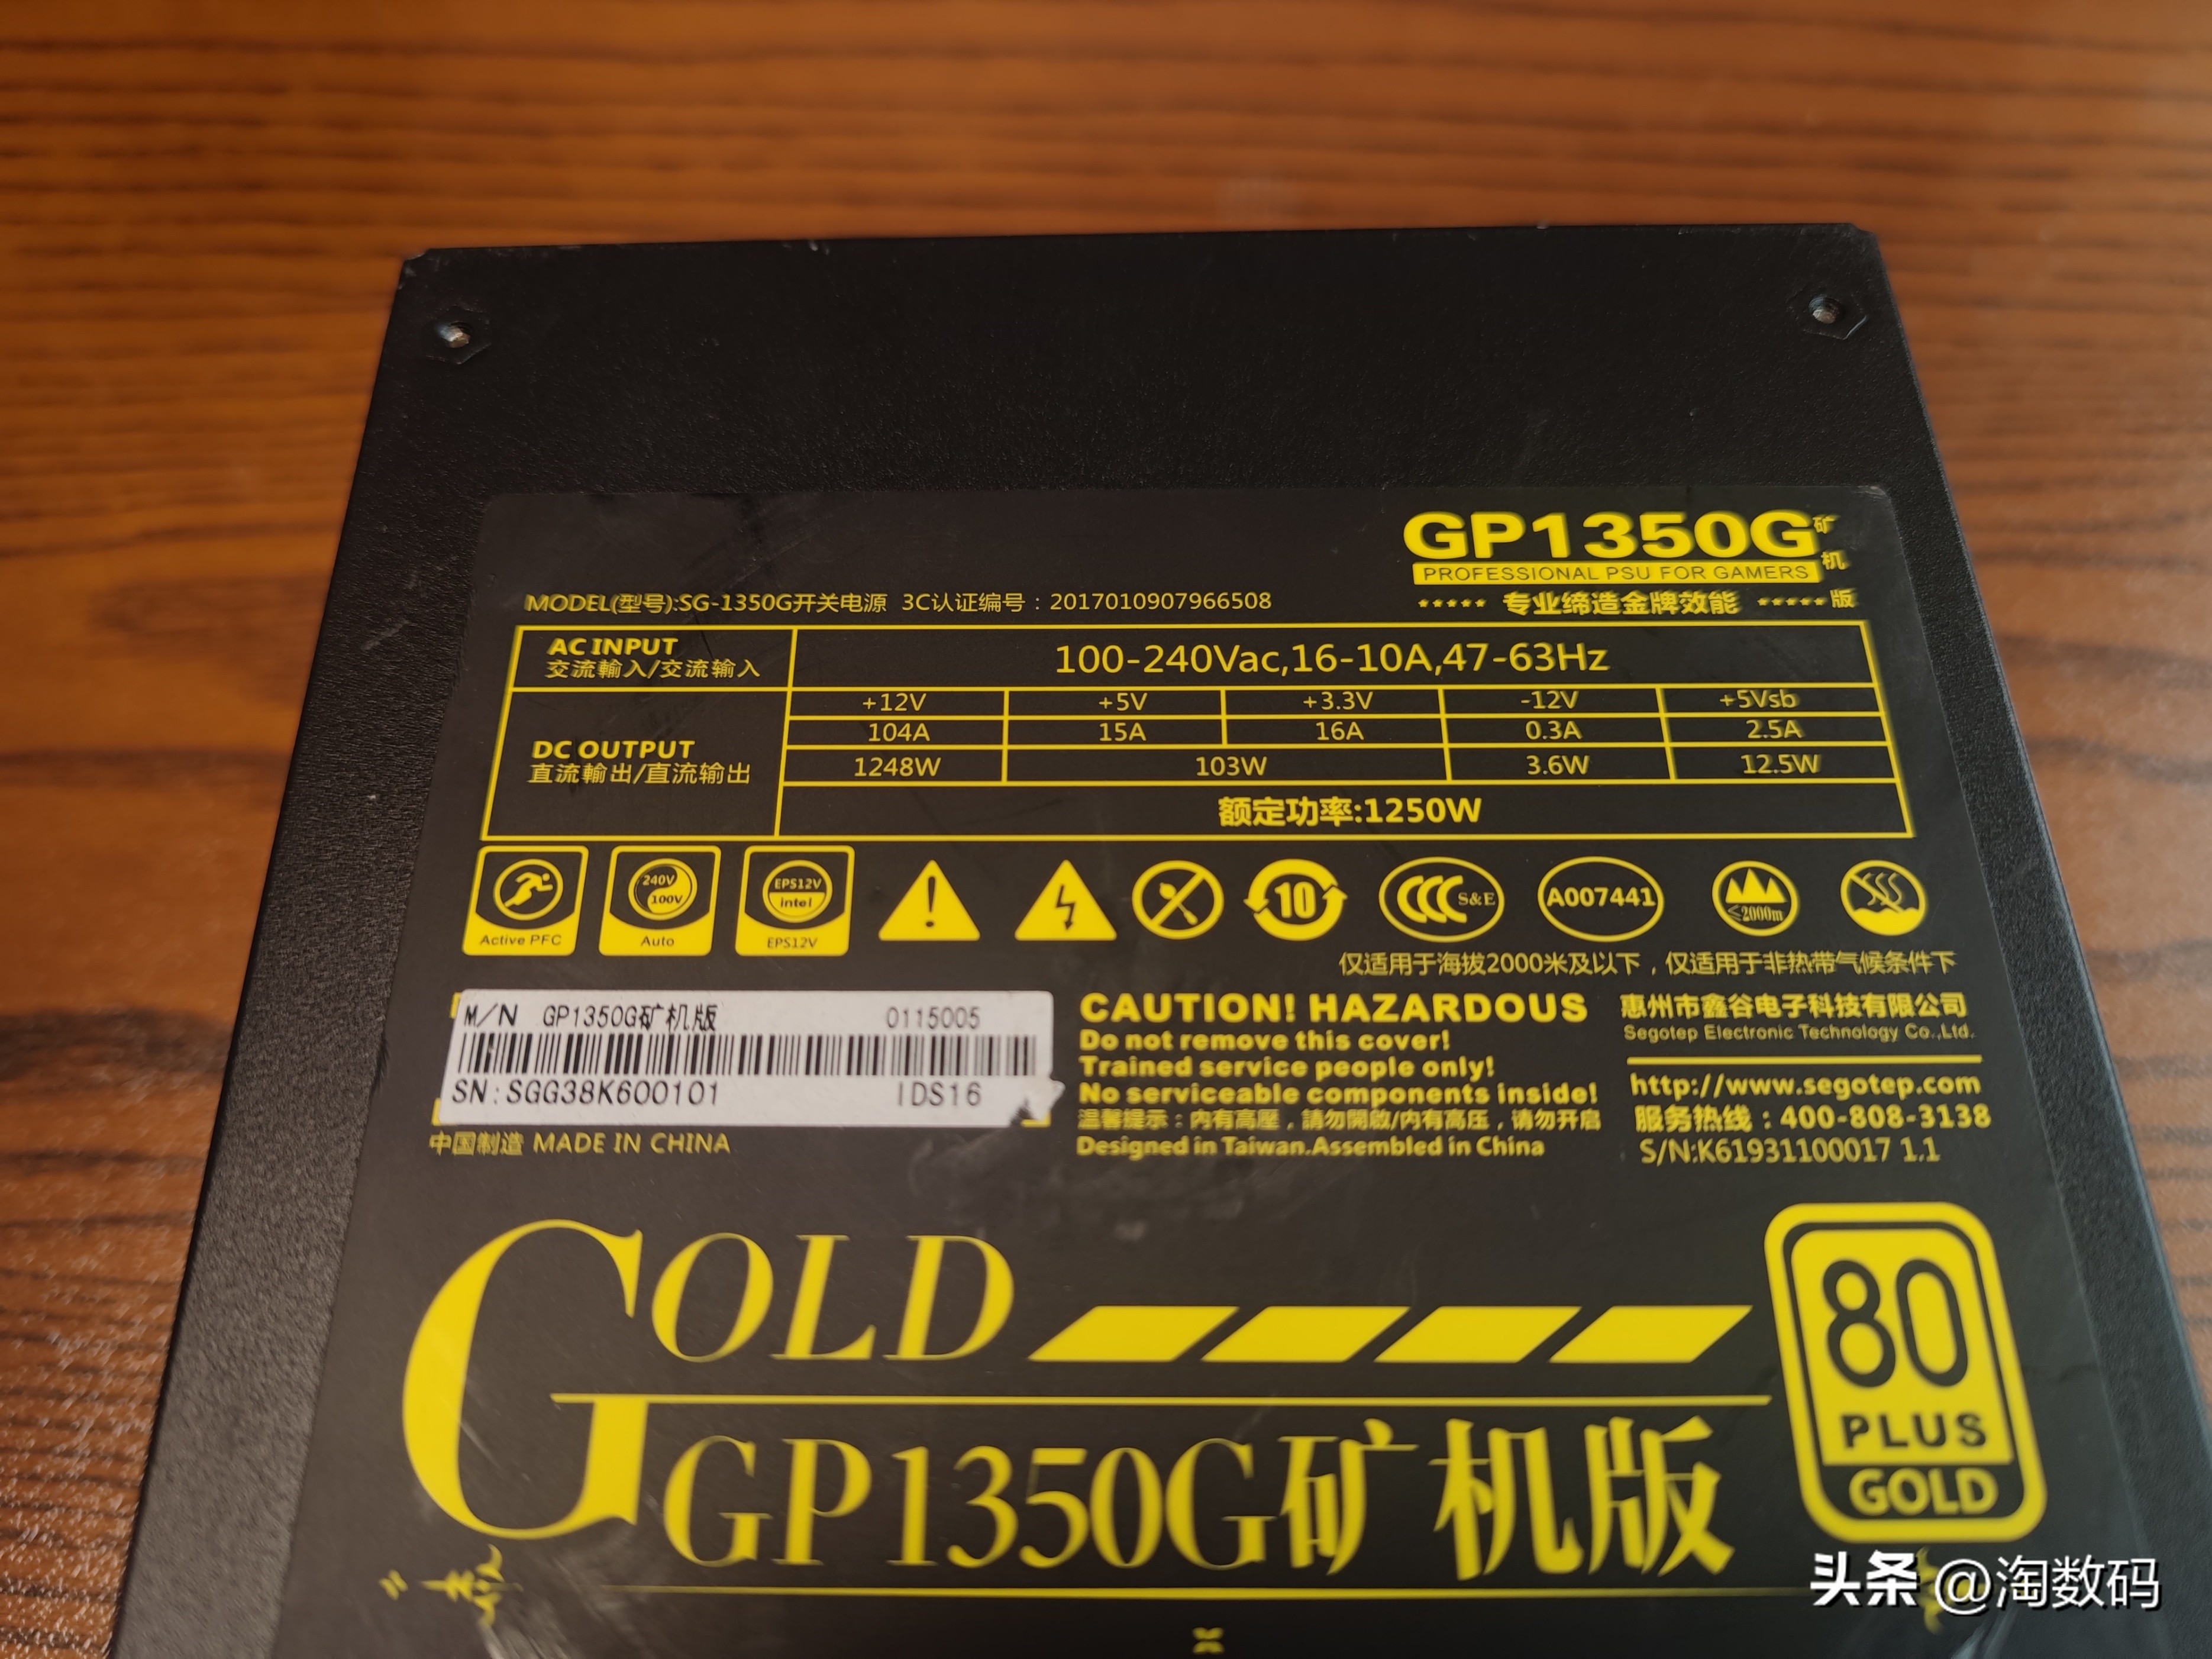 GP1350G矿机版
PROFESSIONAL PSU FOR GAMERS
专业缔造金牌效能
MODEL(型号):SG-1350G开关电源 3C认证编号：2017010907966508
AC INPUT
交流輸入/交流输入
100-240Vac,16-10A,47-63Hz
DC OUTPUT
直流輸出/直流输出
+12V +5V +3.3V -12V +5Vsb
104A 15A 16A 0.3A 2.5A
1248W 103W 3.6W 12.5W
额定功率:1250W
Active PFC
240V
100V
Auto
EPS12V
intel
EPS12V
10
S&E
A007441
≤2000m
仅适用于海拔2000米及以下，仅适用于非热带气候条件下
M/N GP1350G矿机版 0115005
SN:SGG38K600101 IDS16
中国制造 MADE IN CHINA
CAUTION! HAZARDOUS
Do not remove this cover!
Trained service people only!
No serviceable components inside!
温馨提示：内有高壓，請勿開啟/内有高压，请勿开启
Designed in Taiwan.Assembled in China
惠州市鑫谷电子科技有限公司
Segotep Electronic Technology Co.,Ltd.
http://www.segotep.com
服务热线：400-808-3138
S/N:K61931100017 1.1
GOLD
GP1350G矿机版
80
PLUS
GOLD
头条 @淘数码